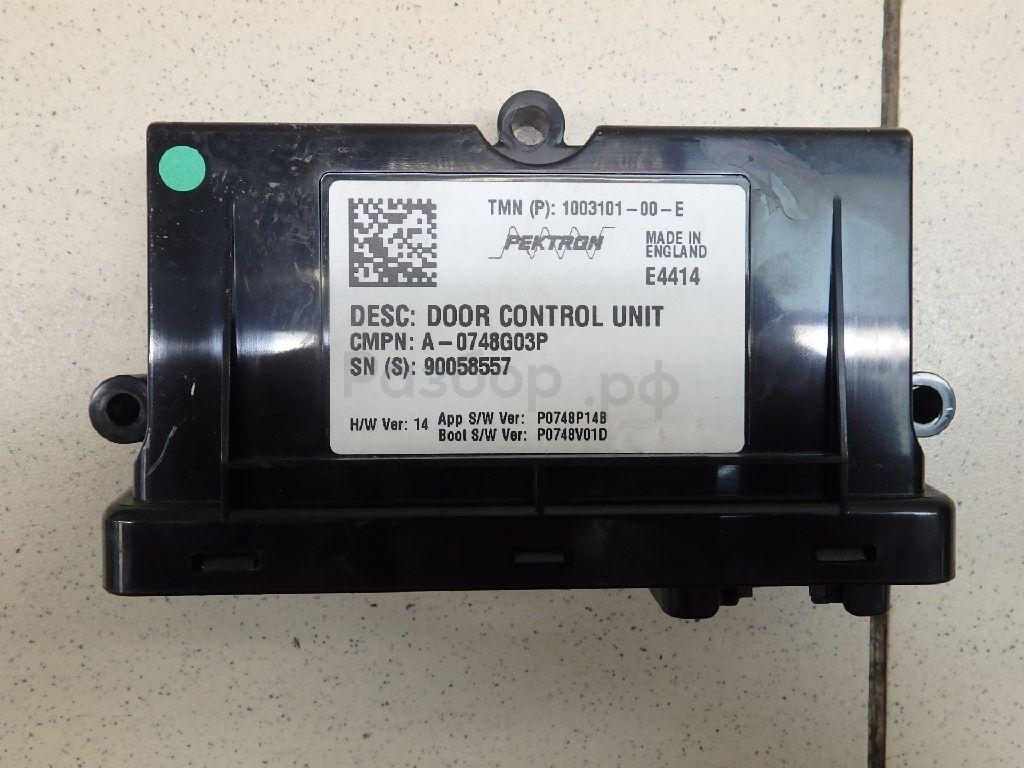 TMN (P): 1003101-00-E
PEKTRON
MADE IN
ENGLAND
E4414
DESC: DOOR CONTROL UNIT
CMPN: A-0748G03P
SN (S): 90058557
Разбор.рф
H/W Ver: 14 App S/W Ver: P0748P14B
Boot S/W Ver: P0748V01D